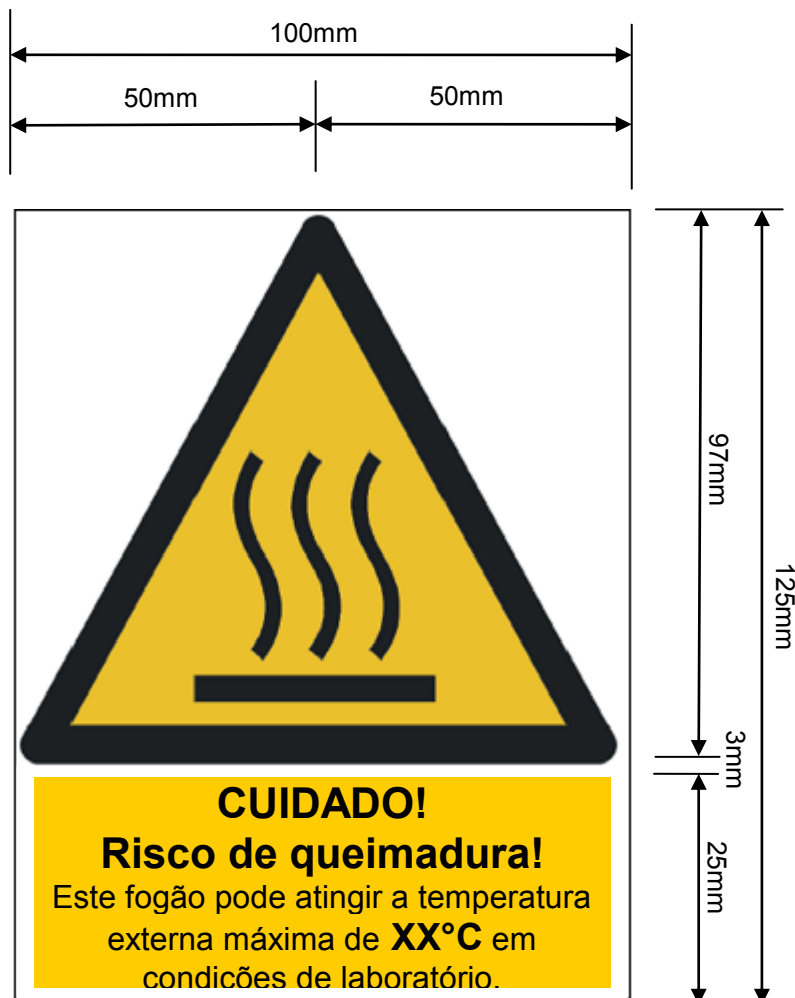 100mm
50mm
50mm
97mm
125mm
3mm
25mm
CUIDADO!
Risco de queimadura!
Este fogão pode atingir a temperatura
externa máxima de XX°C em
condições de laboratório.